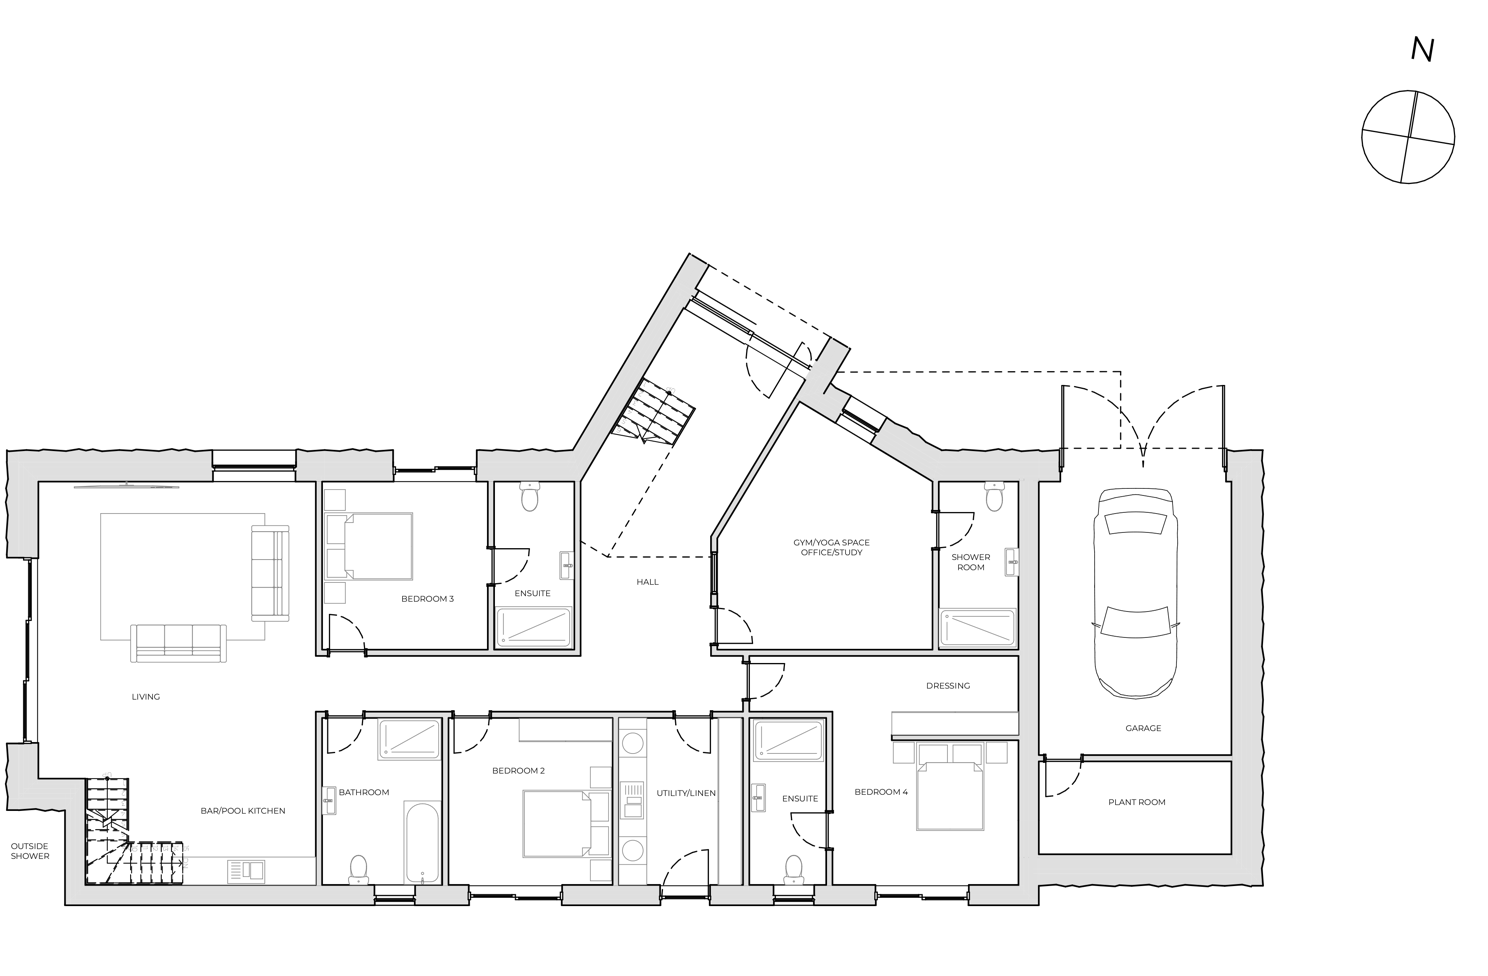 N
GYM/YOGA SPACE
OFFICE/STUDY
SHOWER
ROOM
HALL
ENSUITE
BEDROOM 3
LIVING
DRESSING
GARAGE
BEDROOM 2
BATHROOM
UTILITY/LINEN
ENSUITE
BEDROOM 4
PLANT ROOM
BAR/POOL KITCHEN
OUTSIDE
SHOWER